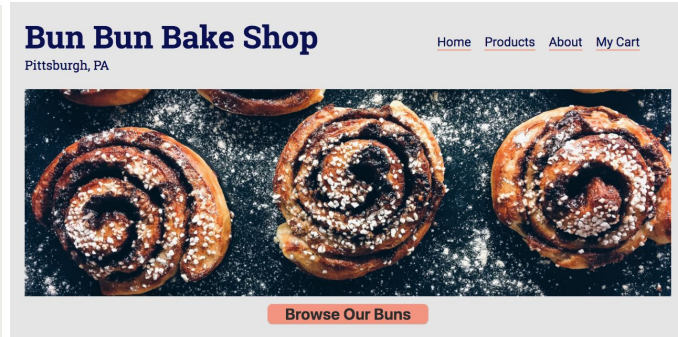 Bun Bun Bake Shop
Pittsburgh, PA
Home Products About My Cart
Browse Our Buns